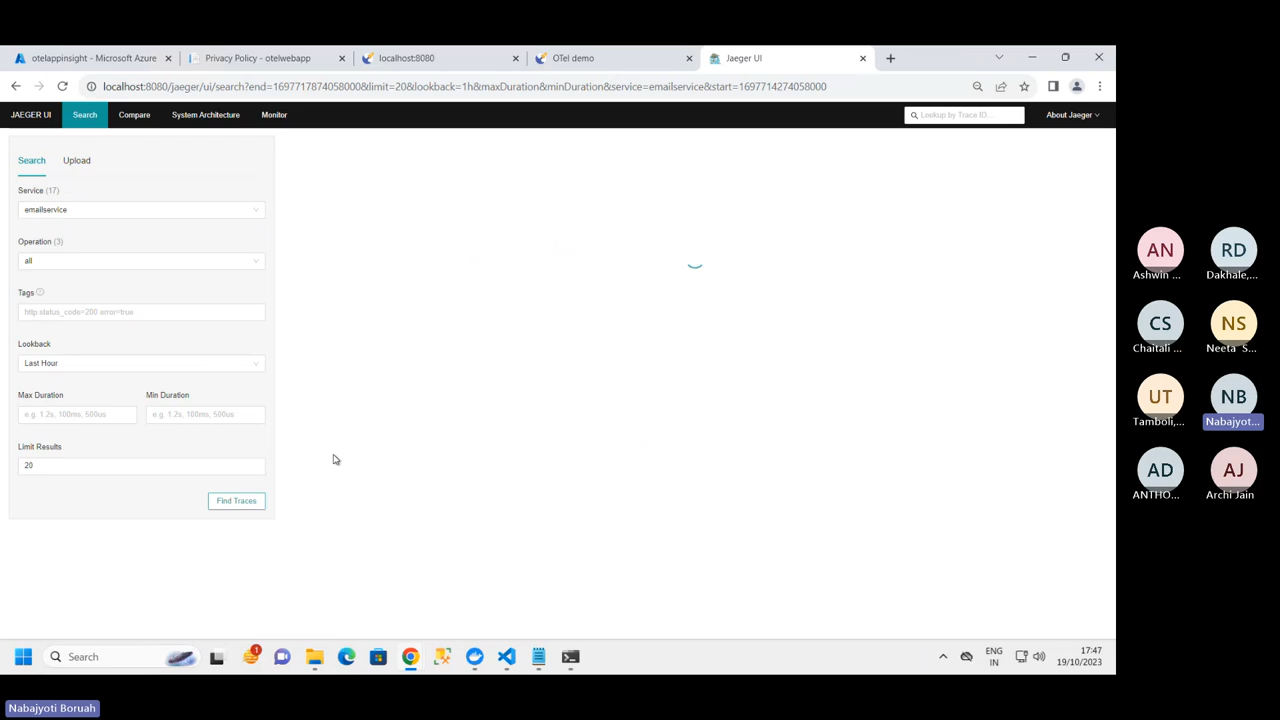 otelappinsight - Microsoft Azure
Privacy Policy - otelwebapp
localhost:8080
OTel demo
Jaeger UI
localhost:8080/jaeger/ui/search?end=1697717874058000&limit=20&lookback=1h&maxDuration&minDuration&service=emailservice&start=1697714274058000
JAEGER UI
Search
Compare
System Architecture
Monitor
Lookup by Trace ID...
About Jaeger
Search
Upload
Service (17)
emailservice
Operation (3)
all
Tags
http.status_code=200 error=true
Lookback
Last Hour
Max Duration
Min Duration
e.g. 1.2s, 100ms, 500us
e.g. 1.2s, 100ms, 500us
Limit Results
20
Find Traces
AN
Ashwin ...
RD
Dakhale,...
CS
Chaitali ...
NS
Neeta S...
UT
Tamboli,...
NB
Nabajyot...
AD
ANTHO...
AJ
Archi Jain
Search
1
ENG
IN
17:47
19/10/2023
Nabajyoti Boruah